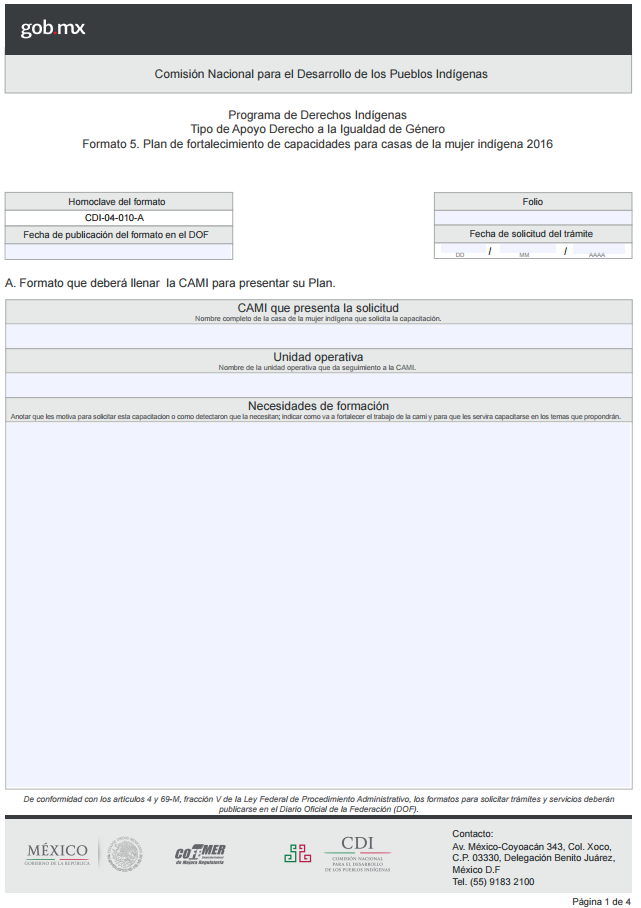 gob.mx
Comisión Nacional para el Desarrollo de los Pueblos Indígenas
Programa de Derechos Indígenas
Tipo de Apoyo Derecho a la Igualdad de Género
Formato 5. Plan de fortalecimiento de capacidades para casas de la mujer indígena 2016
Homoclave del formato
CDI-04-010-A
Fecha de publicación del formato en el DOF
Folio
Fecha de solicitud del trámite
/ /
DD MM AAAA
A. Formato que deberá llenar la CAMI para presentar su Plan.
CAMI que presenta la solicitud
Nombre completo de la casa de la mujer indígena que solicita la capacitación.
Unidad operativa
Nombre de la unidad operativa que da seguimiento a la CAMI.
Necesidades de formación
Anotar que les motiva para solicitar esta capacitacion o como detectaron que la necesitan; indicar como va a fortalecer el trabajo de la cami y para que les servira capacitarse en los temas que propondrán.
De conformidad con los artículos 4 y 69-M, fracción V de la Ley Federal de Procedimiento Administrativo, los formatos para solicitar trámites y servicios deberán
publicarse en el Diario Oficial de la Federación (DOF).
MÉXICO
GOBIERNO DE LA REPÚBLICA
COFEMER
de Mejora Regulatoria
CDI
COMISIÓN NACIONAL
PARA EL DESARROLLO
DE LOS PUEBLOS INDÍGENAS
Contacto:
Av. México-Coyoacán 343, Col. Xoco,
C.P. 03330, Delegación Benito Juárez,
México D.F
Tel. (55) 9183 2100
Página 1 de 4